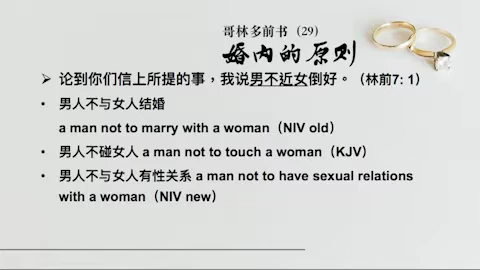 哥林多前书（29）
婚内的原则
➢ 论到你们信上所提的事，我说男不近女倒好。（林前7: 1）
• 男人不与女人结婚
a man not to marry with a woman（NIV old）
• 男人不碰女人 a man not to touch a woman（KJV）
• 男人不与女人有性关系 a man not to have sexual relations
with a woman（NIV new）